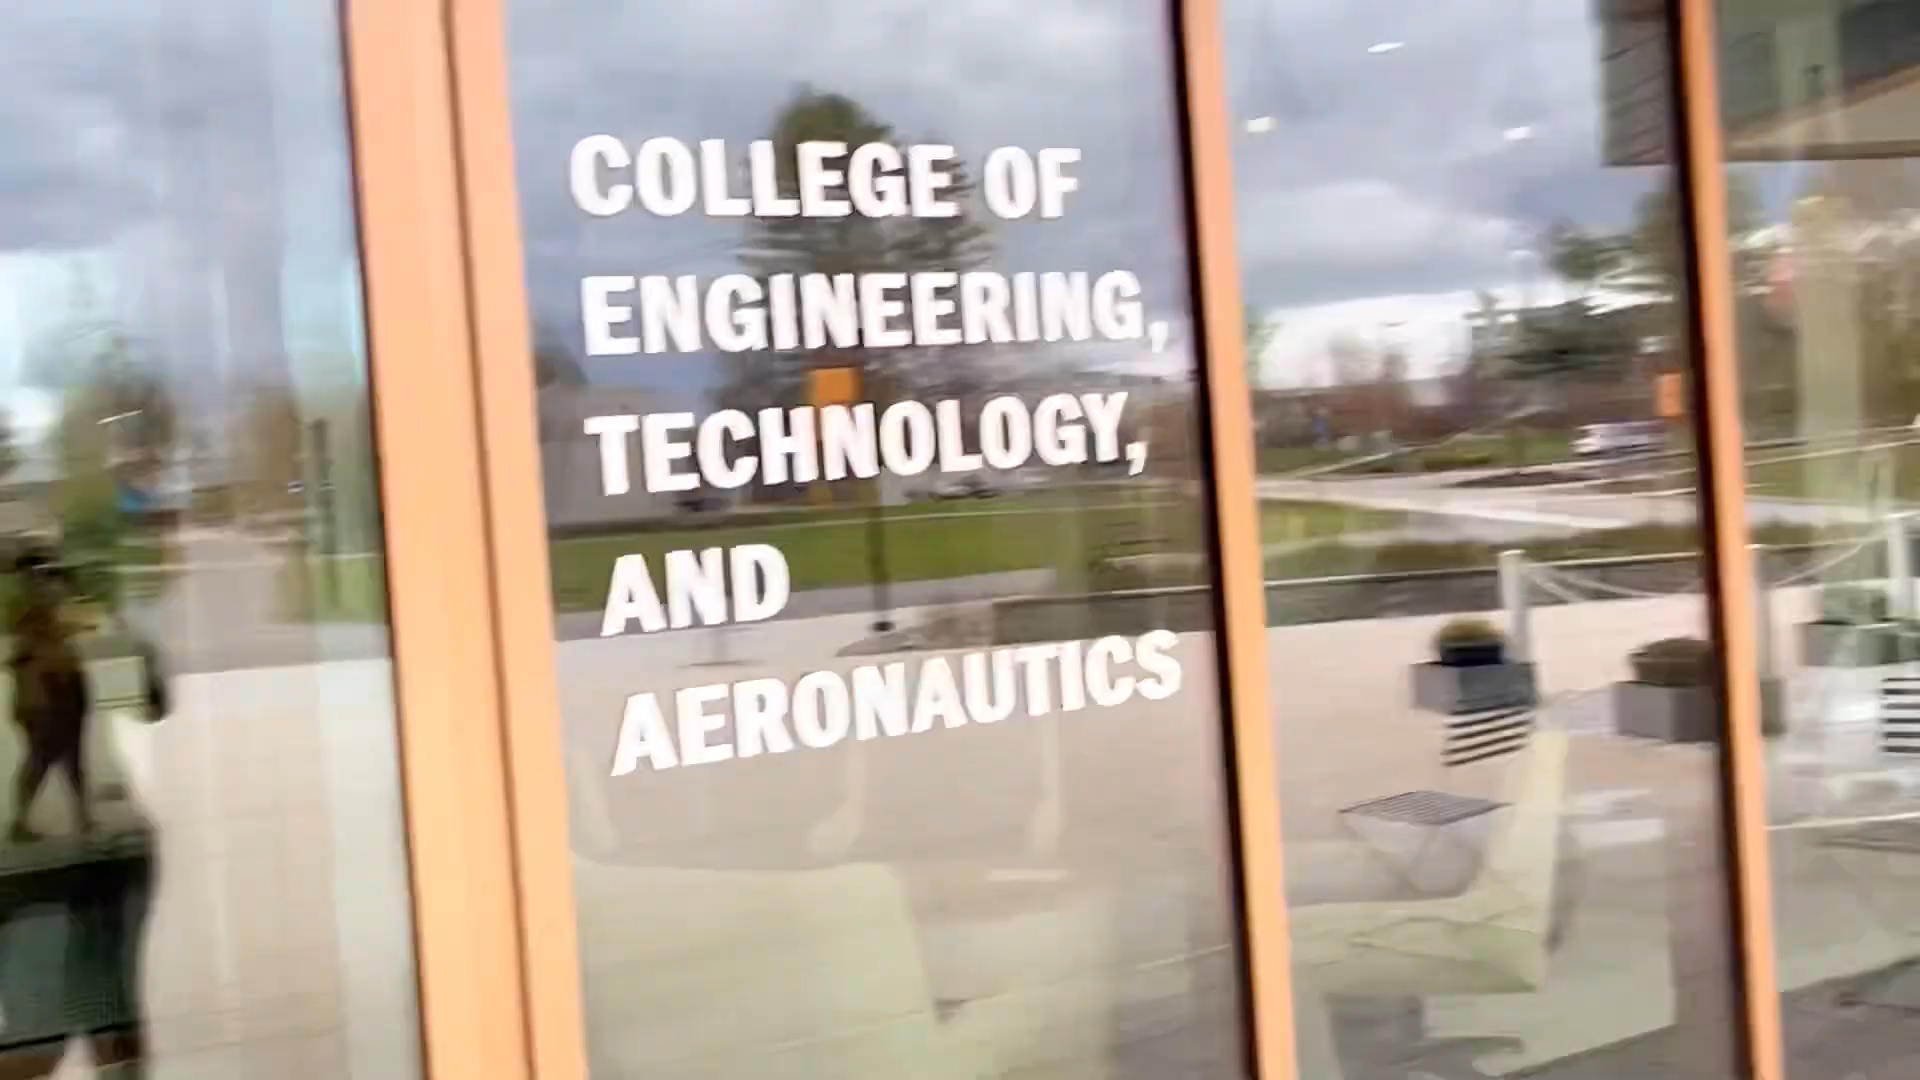 COLLEGE OF
ENGINEERING,
TECHNOLOGY,
AND
AERONAUTICS